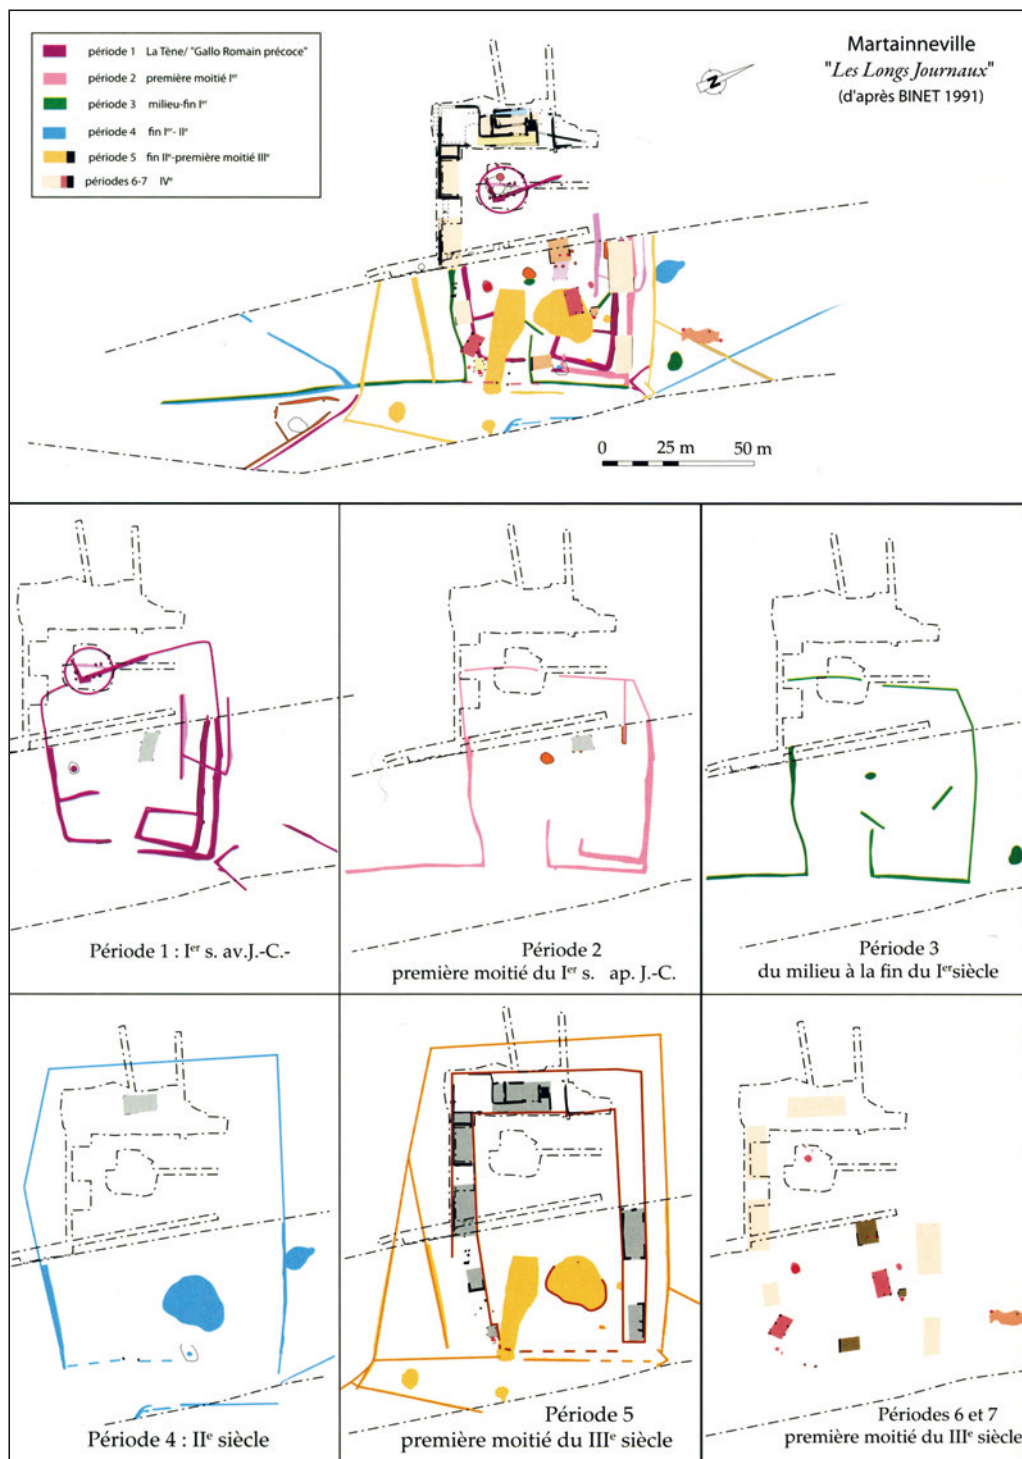 période 1 La Tène/ "Gallo Romain précoce"
période 2 première moitié Iᵉʳ
période 3 milieu-fin Iᵉʳ
période 4 fin Iᵉʳ- IIᵉ
période 5 fin IIᵉ-première moitié IIIᵉ
périodes 6-7 IVᵉ
Martainneville
"Les Longs Journaux"
(d'après BINET 1991)
N
0 25 m 50 m
Période 1 : Iᵉʳ s. av.J.-C.-
Période 2
première moitié du Iᵉʳ s. ap. J.-C.
Période 3
du milieu à la fin du Iᵉʳsiècle
Période 4 : IIᵉ siècle
Période 5
première moitié du IIIᵉ siècle
Périodes 6 et 7
première moitié du IIIᵉ siècle